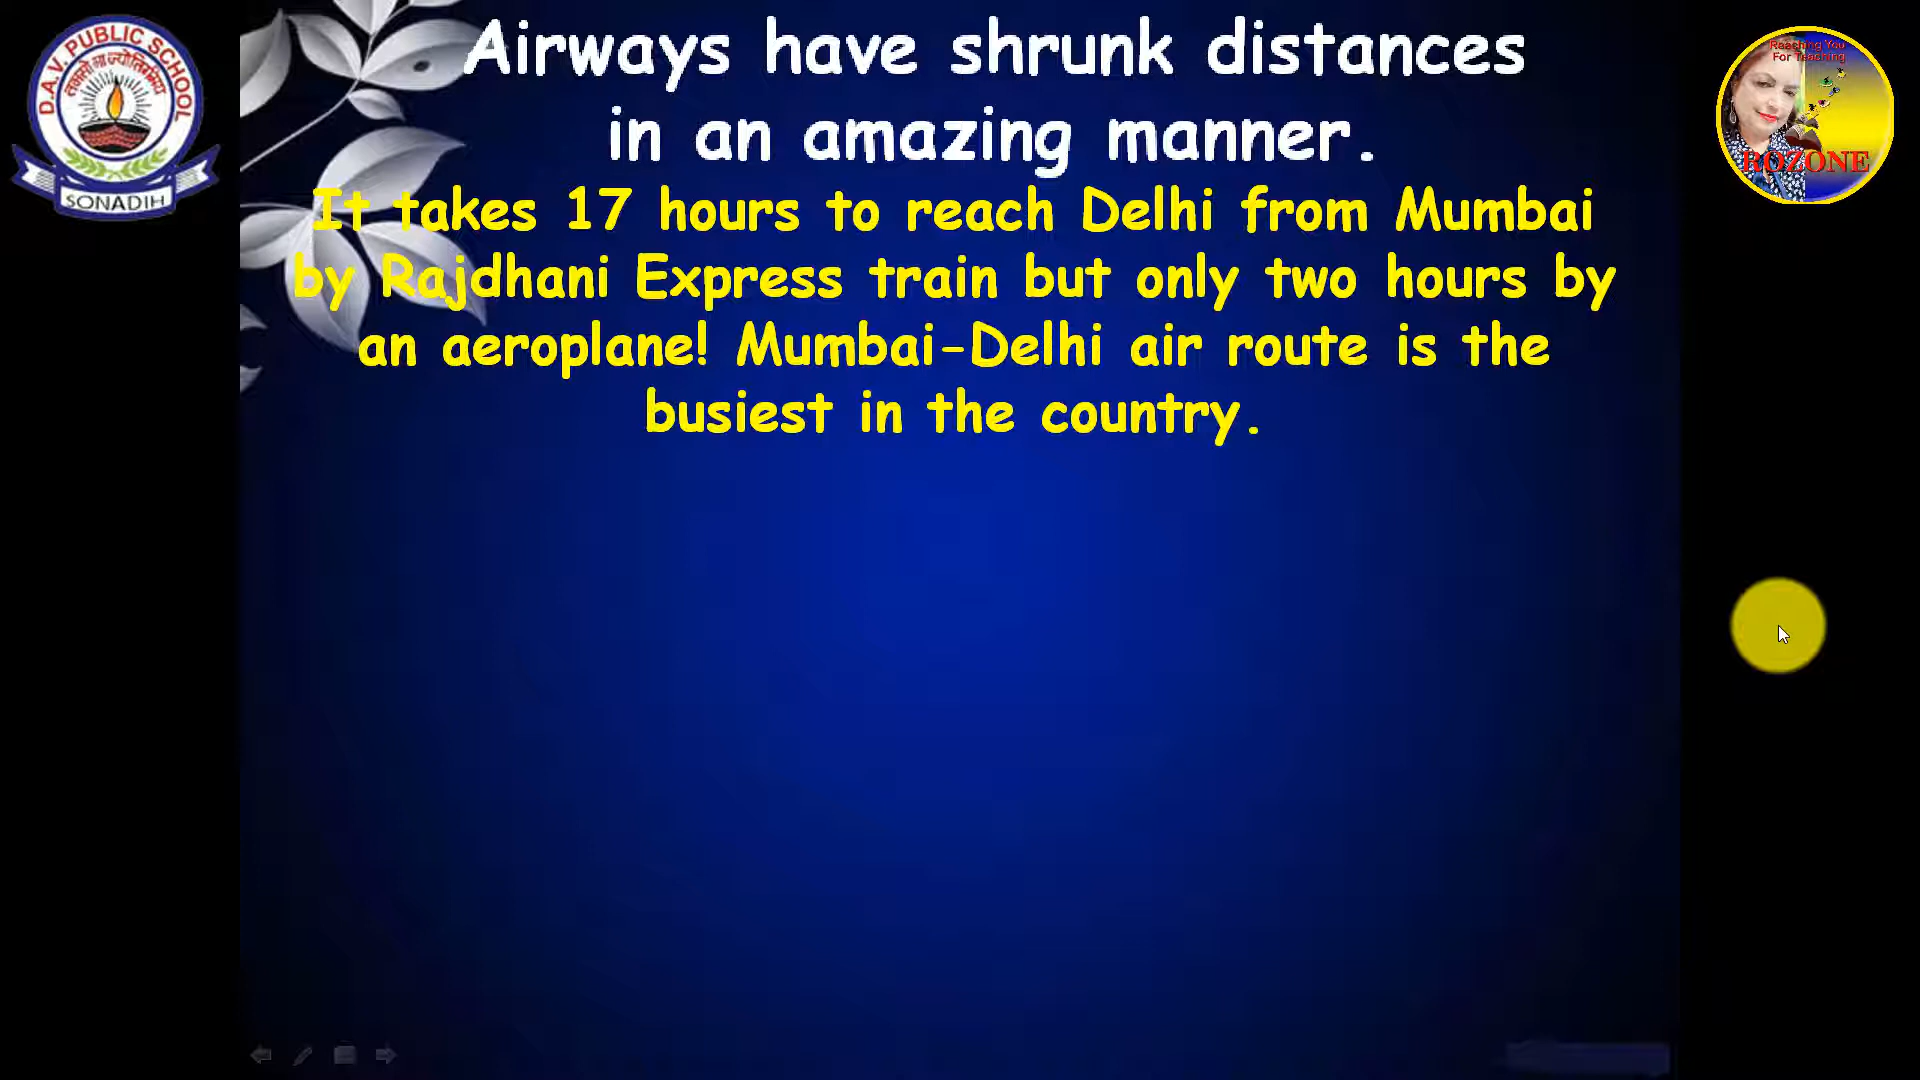 D.A.V. PUBLIC SCHOOL
SONADIH
Airways have shrunk distances
in an amazing manner.
It takes 17 hours to reach Delhi from Mumbai
by Rajdhani Express train but only two hours by
an aeroplane! Mumbai-Delhi air route is the
busiest in the country.
Reaching You
For Teaching
ROZONE